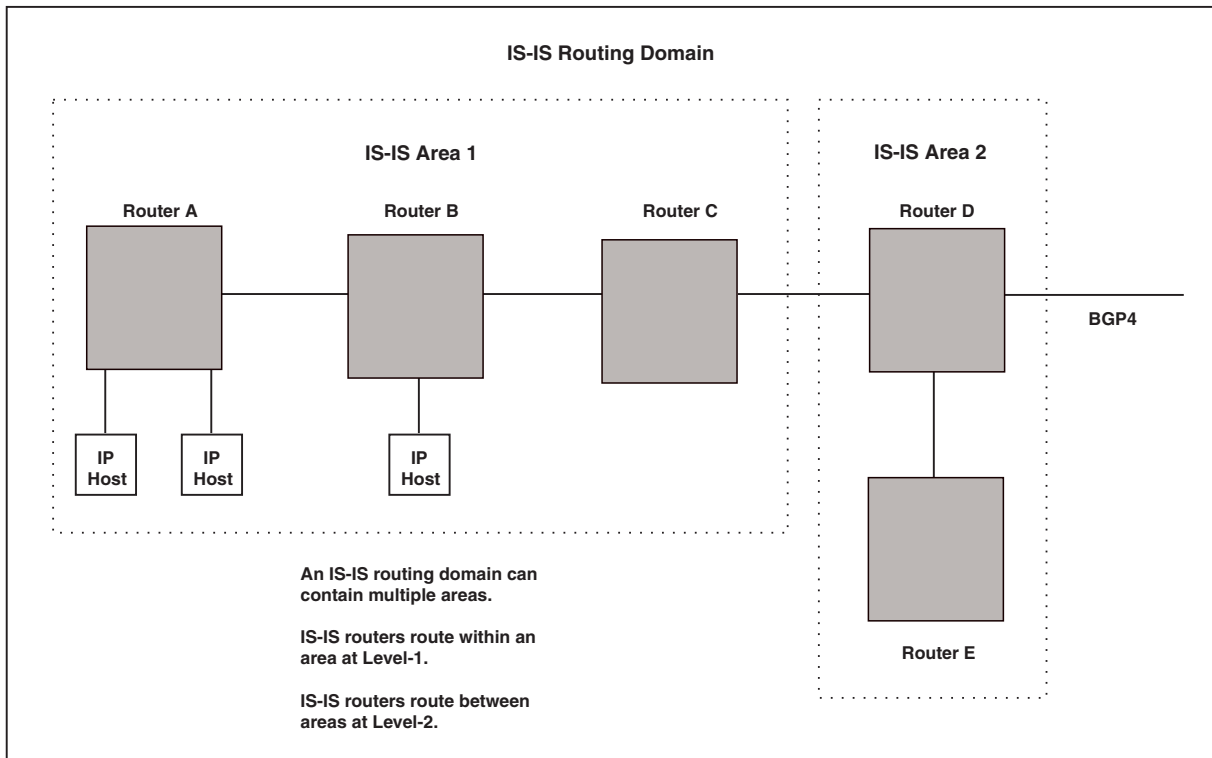 IS-IS Routing Domain
IS-IS Area 1
IS-IS Area 2
Router A
Router B
Router C
Router D
BGP4
IP
Host
IP
Host
IP
Host
Router E
An IS-IS routing domain can
contain multiple areas.
IS-IS routers route within an
area at Level-1.
IS-IS routers route between
areas at Level-2.